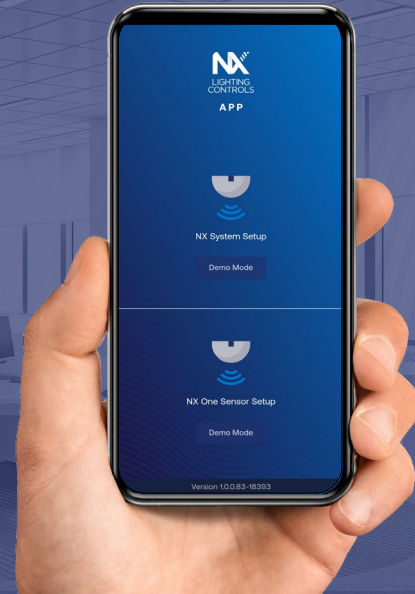 NX
LIGHTING
CONTROLS
APP
NX System Setup
Demo Mode
NX One Sensor Setup
Demo Mode
Version 1.0.0.83-18393